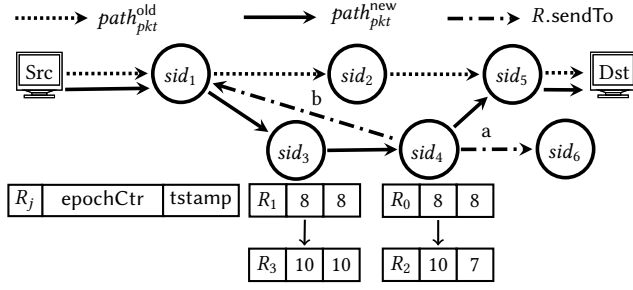 path_pkt^old path_pkt^new R.sendTo
Src sid_1 sid_2 sid_5 Dst
b
a
sid_3 sid_4 sid_6
R_j epochCtr tstamp R_1 8 8 R_0 8 8
R_3 10 10 R_2 10 7